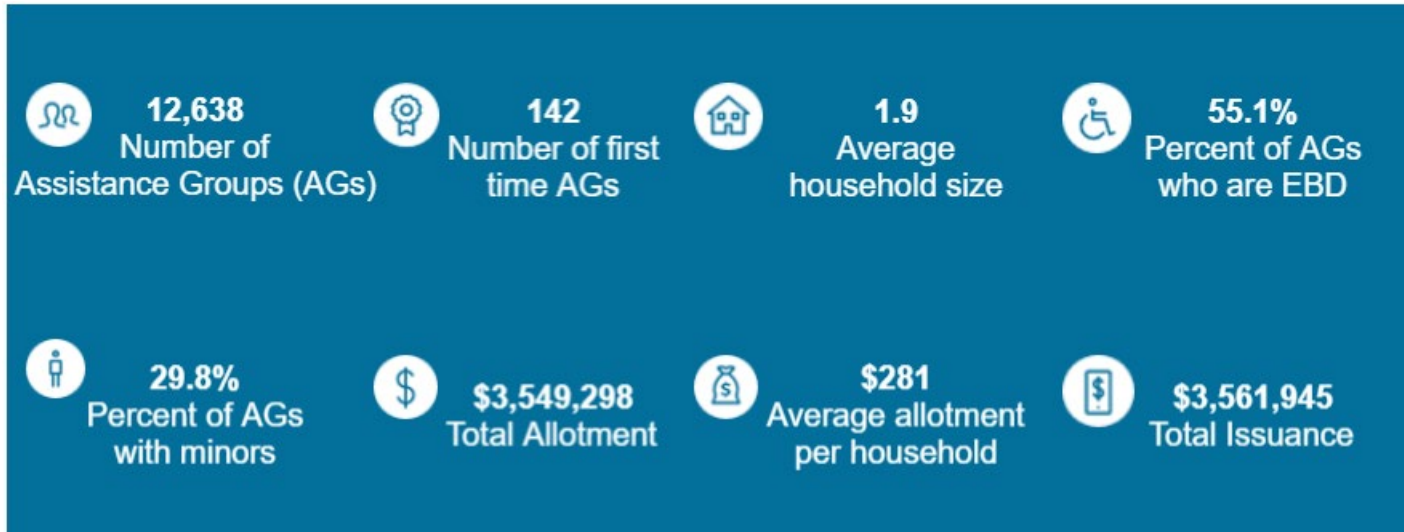 12,638
Number of
Assistance Groups (AGs)
142
Number of first
time AGs
1.9
Average
household size
55.1%
Percent of AGs
who are EBD
29.8%
Percent of AGs
with minors
$3,549,298
Total Allotment
$281
Average allotment
per household
$3,561,945
Total Issuance